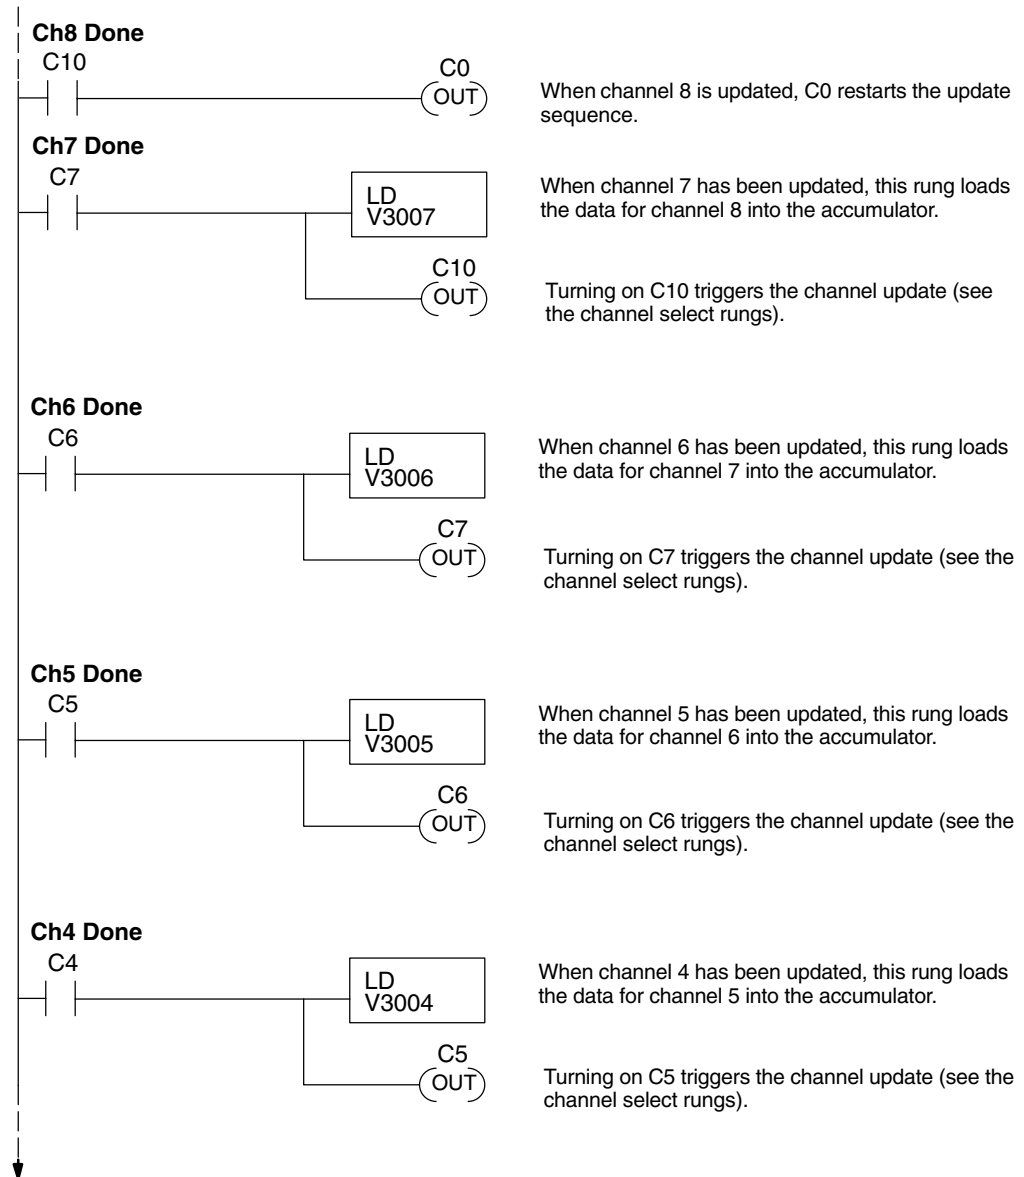 Ch8 Done
C10
C0
OUT
When channel 8 is updated, C0 restarts the update
sequence.
Ch7 Done
C7
LD
V3007
When channel 7 has been updated, this rung loads
the data for channel 8 into the accumulator.
C10
OUT
Turning on C10 triggers the channel update (see
the channel select rungs).
Ch6 Done
C6
LD
V3006
When channel 6 has been updated, this rung loads
the data for channel 7 into the accumulator.
C7
OUT
Turning on C7 triggers the channel update (see the
channel select rungs).
Ch5 Done
C5
LD
V3005
When channel 5 has been updated, this rung loads
the data for channel 6 into the accumulator.
C6
OUT
Turning on C6 triggers the channel update (see the
channel select rungs).
Ch4 Done
C4
LD
V3004
When channel 4 has been updated, this rung loads
the data for channel 5 into the accumulator.
C5
OUT
Turning on C5 triggers the channel update (see the
channel select rungs).